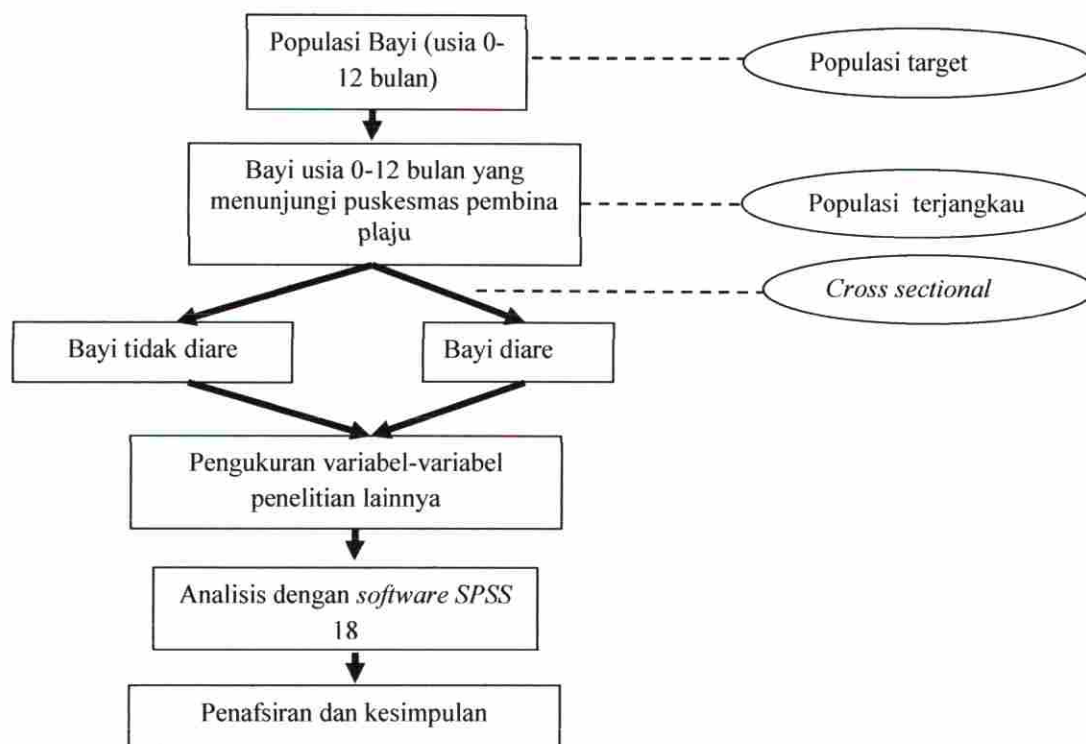 Populasi Bayi (usia 0-
12 bulan)
Populasi target
Bayi usia 0-12 bulan yang
menunjungi puskesmas pembina
plaju
Populasi terjangkau
Cross sectional
Bayi tidak diare
Bayi diare
Pengukuran variabel-variabel
penelitian lainnya
Analisis dengan software SPSS
18
Penafsiran dan kesimpulan